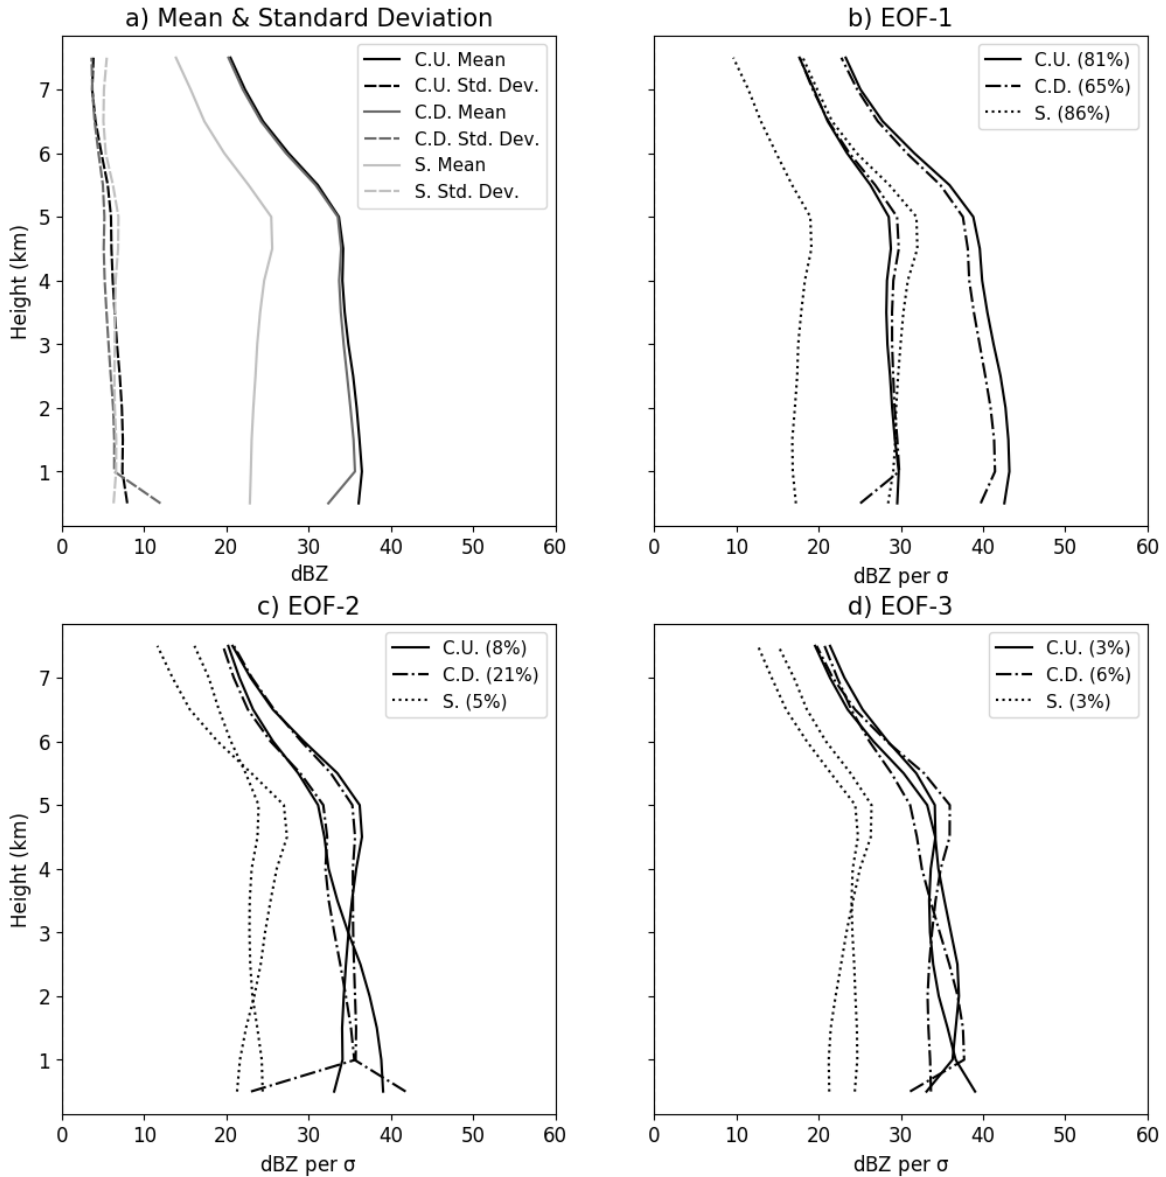 a) Mean & Standard Deviation
C.U. Mean
C.U. Std. Dev.
C.D. Mean
C.D. Std. Dev.
S. Mean
S. Std. Dev.
Height (km)
7
6
5
4
3
2
1
0 10 20 30 40 50 60
dBZ
b) EOF-1
C.U. (81%)
C.D. (65%)
S. (86%)
0 10 20 30 40 50 60
dBZ per σ
c) EOF-2
C.U. (8%)
C.D. (21%)
S. (5%)
Height (km)
7
6
5
4
3
2
1
0 10 20 30 40 50 60
dBZ per σ
d) EOF-3
C.U. (3%)
C.D. (6%)
S. (3%)
0 10 20 30 40 50 60
dBZ per σ